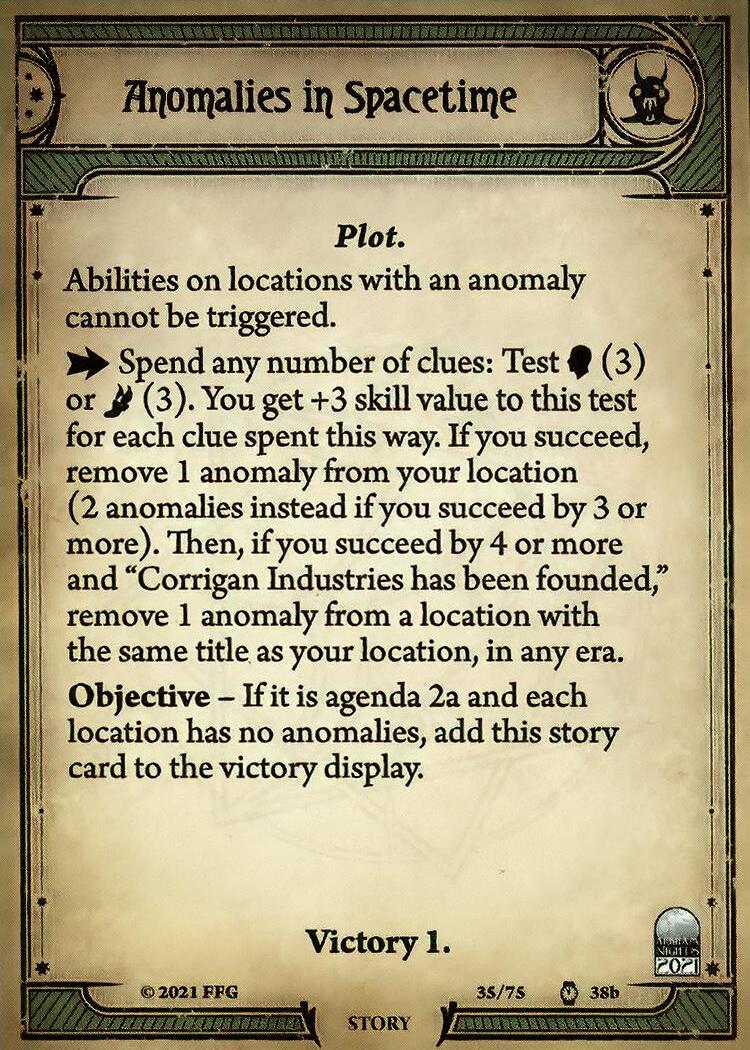 Anomalies in Spacetime
Plot.
Abilities on locations with an anomaly
cannot be triggered.
Spend any number of clues: Test (3)
or (3). You get +3 skill value to this test
for each clue spent this way. If you succeed,
remove 1 anomaly from your location
(2 anomalies instead if you succeed by 3 or
more). Then, if you succeed by 4 or more
and “Corrigan Industries has been founded,”
remove 1 anomaly from a location with
the same title as your location, in any era.
Objective – If it is agenda 2a and each
location has no anomalies, add this story
card to the victory display.
Victory 1.
ARKHAM
NIGHTS
2021
© 2021 FFG
35/75
38b
STORY